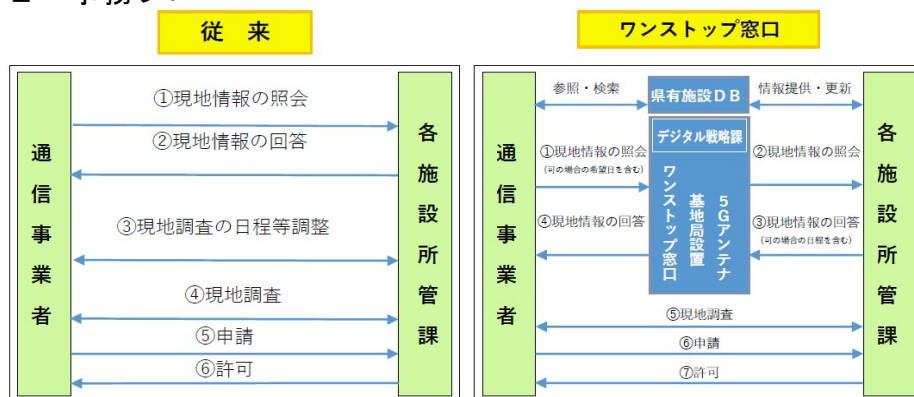 従　来
①現地情報の照会
②現地情報の回答
③現地調査の日程等調整
④現地調査
⑤申請
⑥許可
通信事業者
各施設所管課
ワンストップ窓口
参照・検索
県有施設ＤＢ
情報提供・更新
デジタル戦略課
５Ｇアンテナ
基地局設置
ワンストップ窓口
①現地情報の照会
(可の場合の希望日を含む)
②現地情報の照会
④現地情報の回答
③現地情報の回答
(可の場合の日程を含む)
⑤現地調査
⑥申請
⑦許可
通信事業者
各施設所管課